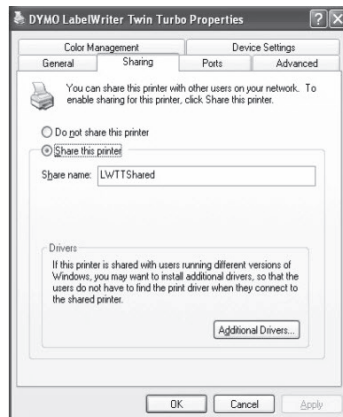 DYMO LabelWriter Twin Turbo Properties
Color Management Device Settings
General Sharing Ports Advanced
You can share this printer with other users on your network. To
enable sharing for this printer, click Share this printer.
Do not share this printer
Share this printer
Share name: LWTTShared
Drivers
If this printer is shared with users running different versions of
Windows, you may want to install additional drivers, so that the
users do not have to find the print driver when they connect to
the shared printer.
Additional Drivers...
OK Cancel Apply